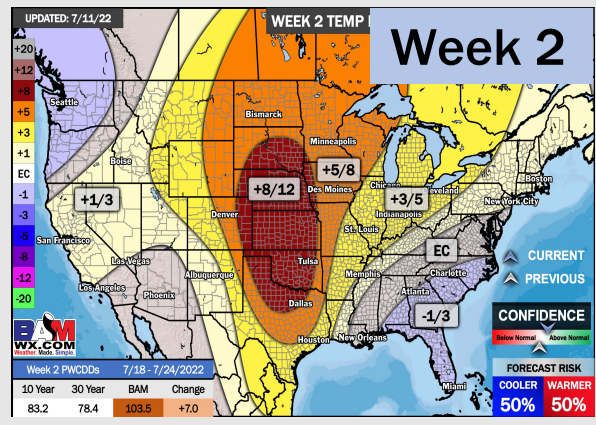 UPDATED: 7/11/22
WEEK 2 TEMP
Week 2
+20
+12
+8
+5
+3
+1
EC
-1
-3
-5
-8
-12
-20
Seattle
Bismarck
Minneapolis
Boise
+5/8
+8/12
Des Moines
Chicago
eveland
Boston
+1/3
+3/5
New York City
Denver
Indianapolis
San Francisco
St. Louis
EC
Las Vegas
Tulsa
CURRENT
Albuquerque
Memphis
Charlotte
PREVIOUS
Los Angeles
Phoenix
Atlanta
Dallas
-1/3
CONFIDENCE
Houston
New Orleans
Below Normal
Above Normal
BAM
WX.COM
Weather. Made. Simple.
Miami
Week 2 PWCDDs 7/18 - 7/24/2022
10 Year 30 Year BAM Change
83.2 78.4 103.5 +7.0
FORECAST RISK
COOLER WARMER
50% 50%